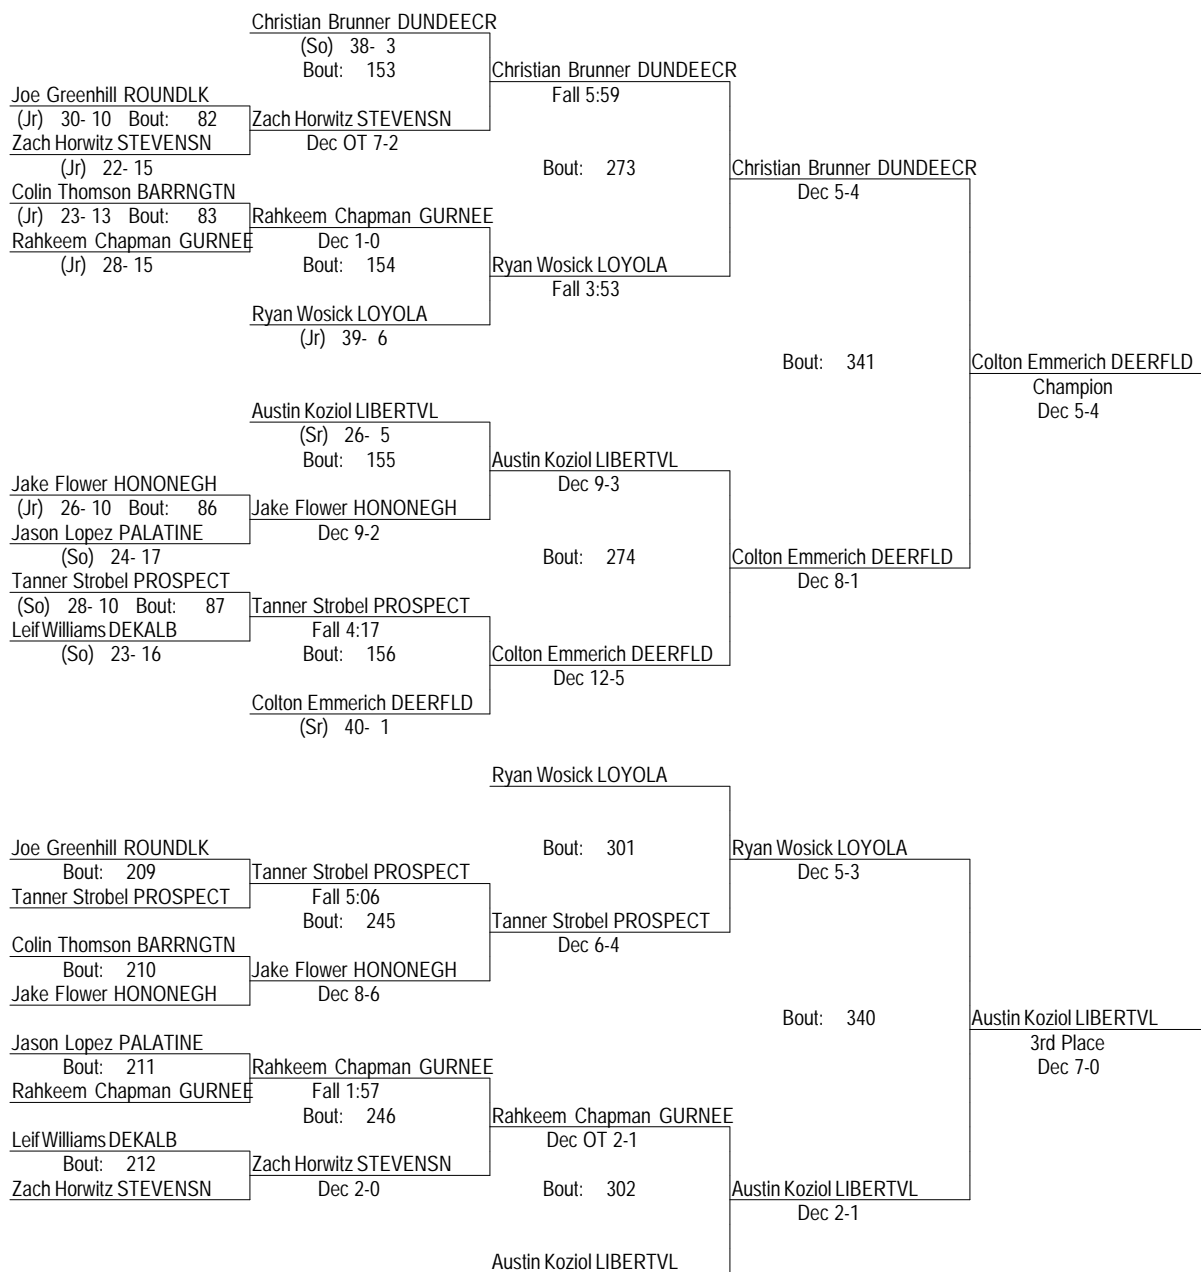 Christian Brunner DUNDEECR
(So) 38- 3
Bout: 153
Christian Brunner DUNDEECR
Joe Greenhill ROUNDLK
Fall 5:59
(Jr) 30- 10 Bout: 82
Zach Horwitz STEVENSN
Zach Horwitz STEVENSN
Dec OT 7-2
(Jr) 22- 15
Bout: 273
Christian Brunner DUNDEECR
Colin Thomson BARRNGTN
Dec 5-4
(Jr) 23- 13 Bout: 83
Rahkeem Chapman GURNEE
Rahkeem Chapman GURNEE
Dec 1-0
(Jr) 28- 15
Bout: 154
Ryan Wosick LOYOLA
Fall 3:53
Ryan Wosick LOYOLA
(Jr) 39- 6
Bout: 341
Colton Emmerich DEERFLD
Champion
Dec 5-4
Austin Koziol LIBERTVL
(Sr) 26- 5
Bout: 155
Austin Koziol LIBERTVL
Jake Flower HONONEGH
Dec 9-3
(Jr) 26- 10 Bout: 86
Jake Flower HONONEGH
Jason Lopez PALATINE
Dec 9-2
(So) 24- 17
Bout: 274
Colton Emmerich DEERFLD
Tanner Strobel PROSPECT
Dec 8-1
(So) 28- 10 Bout: 87
Tanner Strobel PROSPECT
Leif Williams DEKALB
Fall 4:17
(So) 23- 16
Bout: 156
Colton Emmerich DEERFLD
Dec 12-5
Colton Emmerich DEERFLD
(Sr) 40- 1
Ryan Wosick LOYOLA
Joe Greenhill ROUNDLK
Bout: 301
Ryan Wosick LOYOLA
Bout: 209
Tanner Strobel PROSPECT
Dec 5-3
Tanner Strobel PROSPECT
Fall 5:06
Bout: 245
Tanner Strobel PROSPECT
Colin Thomson BARRNGTN
Dec 6-4
Bout: 210
Jake Flower HONONEGH
Jake Flower HONONEGH
Dec 8-6
Bout: 340
Austin Koziol LIBERTVL
Jason Lopez PALATINE
3rd Place
Bout: 211
Rahkeem Chapman GURNEE
Dec 7-0
Rahkeem Chapman GURNEE
Fall 1:57
Bout: 246
Rahkeem Chapman GURNEE
Leif Williams DEKALB
Dec OT 2-1
Bout: 212
Zach Horwitz STEVENSN
Zach Horwitz STEVENSN
Dec 2-0
Bout: 302
Austin Koziol LIBERTVL
Dec 2-1
Austin Koziol LIBERTVL